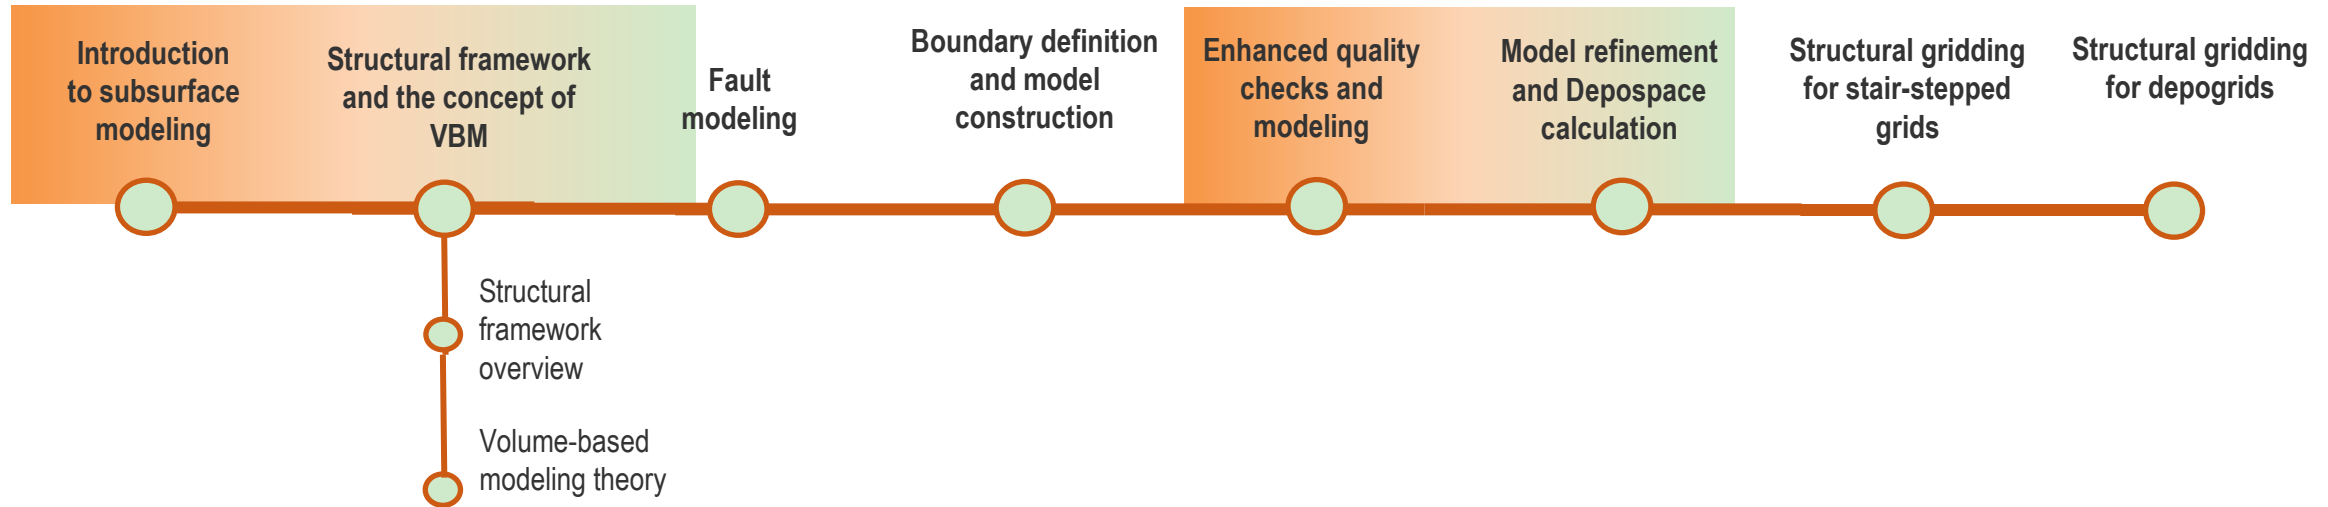 Introduction
to subsurface
modeling
Structural framework
and the concept of
VBM
Fault
modeling
Boundary definition
and model
construction
Enhanced quality
checks and
modeling
Model refinement
and Depospace
calculation
Structural gridding
for stair-stepped
grids
Structural gridding
for depogrids
Structural
framework
overview
Volume-based
modeling theory